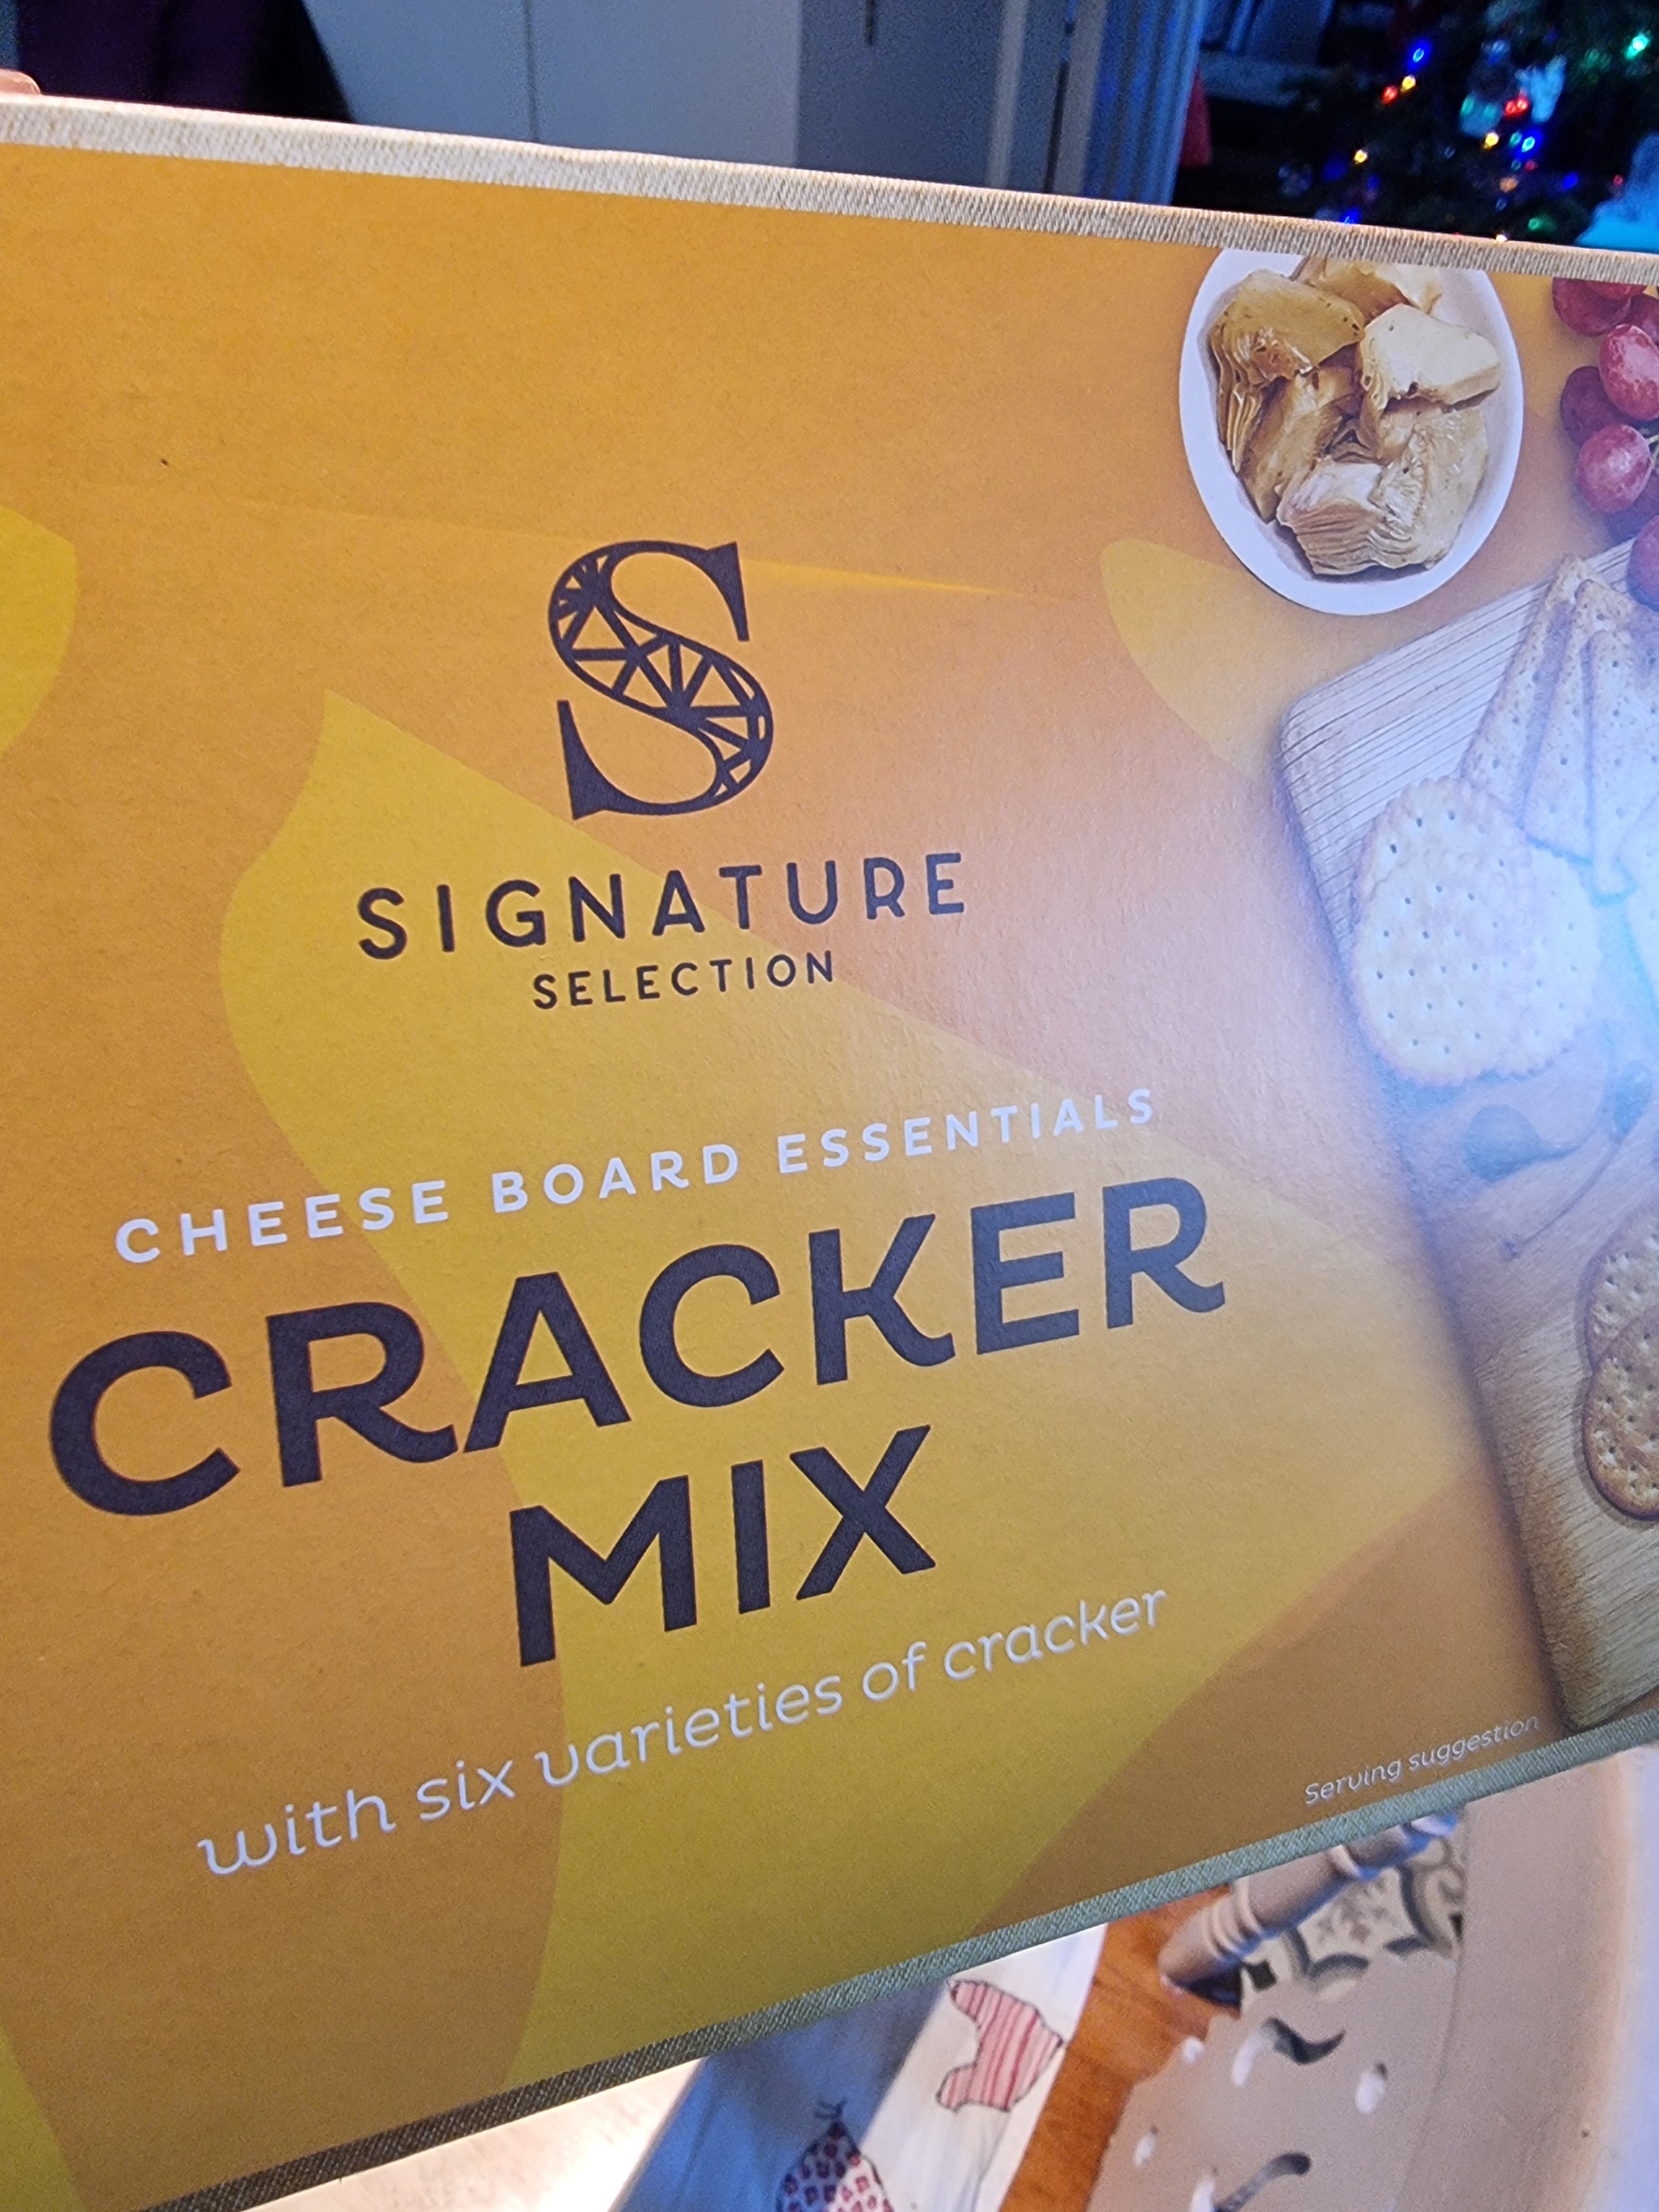 S
SIGNATURE
SELECTION
CHEESE BOARD ESSENTIALS
CRACKER
MIX
with six varieties of cracker
Serving suggestion